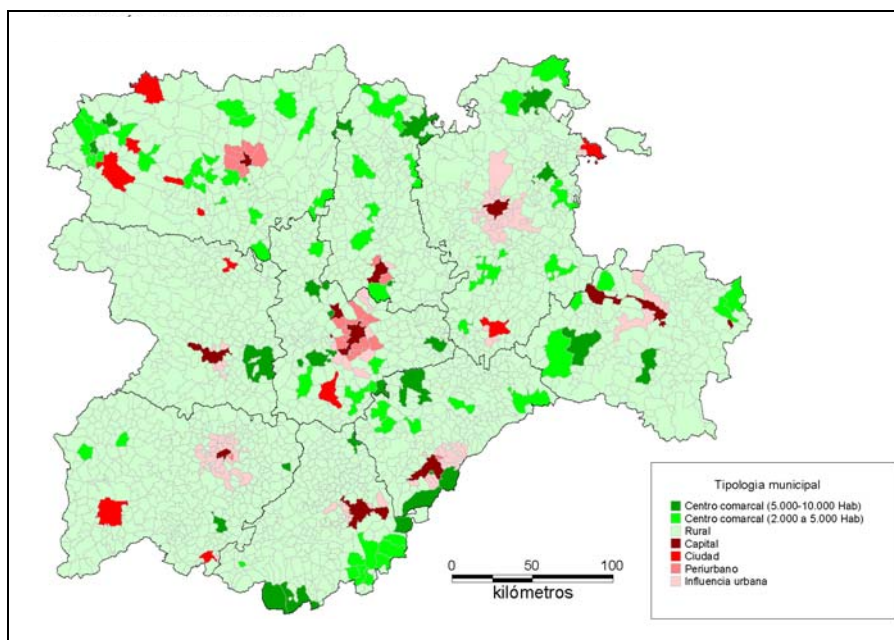 Tipologia municipal
Centro comarcal (5.000-10.000 Hab)
Centro comarcal (2.000 a 5.000 Hab)
Rural
Capital
Ciudad
Periurbano
Influencia urbana
0 50 100
kilómetros